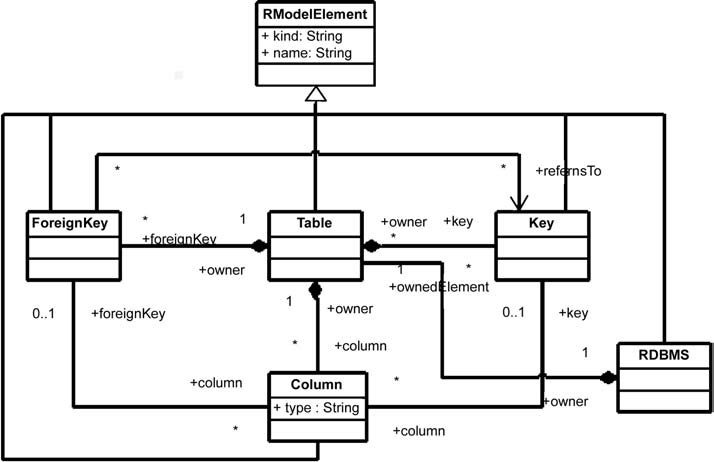 RModelElement
+ kind: String
+ name: String
*
*
+refernsTo
ForeignKey
Table
Key
*
1
+owner
+key
+foreignKey
*
+owner
1
*
+ownedElement
0..1
+foreignKey
1
+owner
0..1
+key
*
+column
1
RDBMS
+column
Column
*
+ type : String
+owner
*
+column